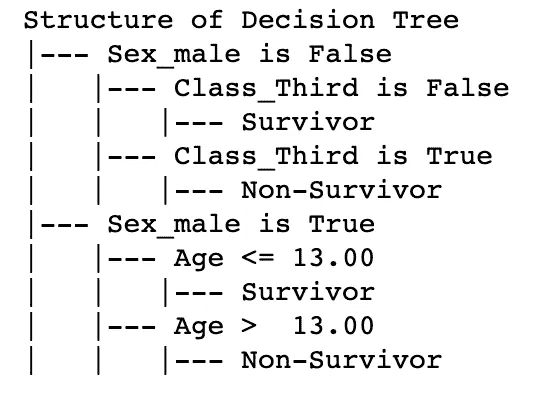 Structure of Decision Tree
|--- Sex_male is False
|   |--- Class_Third is False
|   |   |--- Survivor
|   |--- Class_Third is True
|   |   |--- Non-Survivor
|--- Sex_male is True
|   |--- Age <= 13.00
|   |   |--- Survivor
|   |--- Age >  13.00
|   |   |--- Non-Survivor